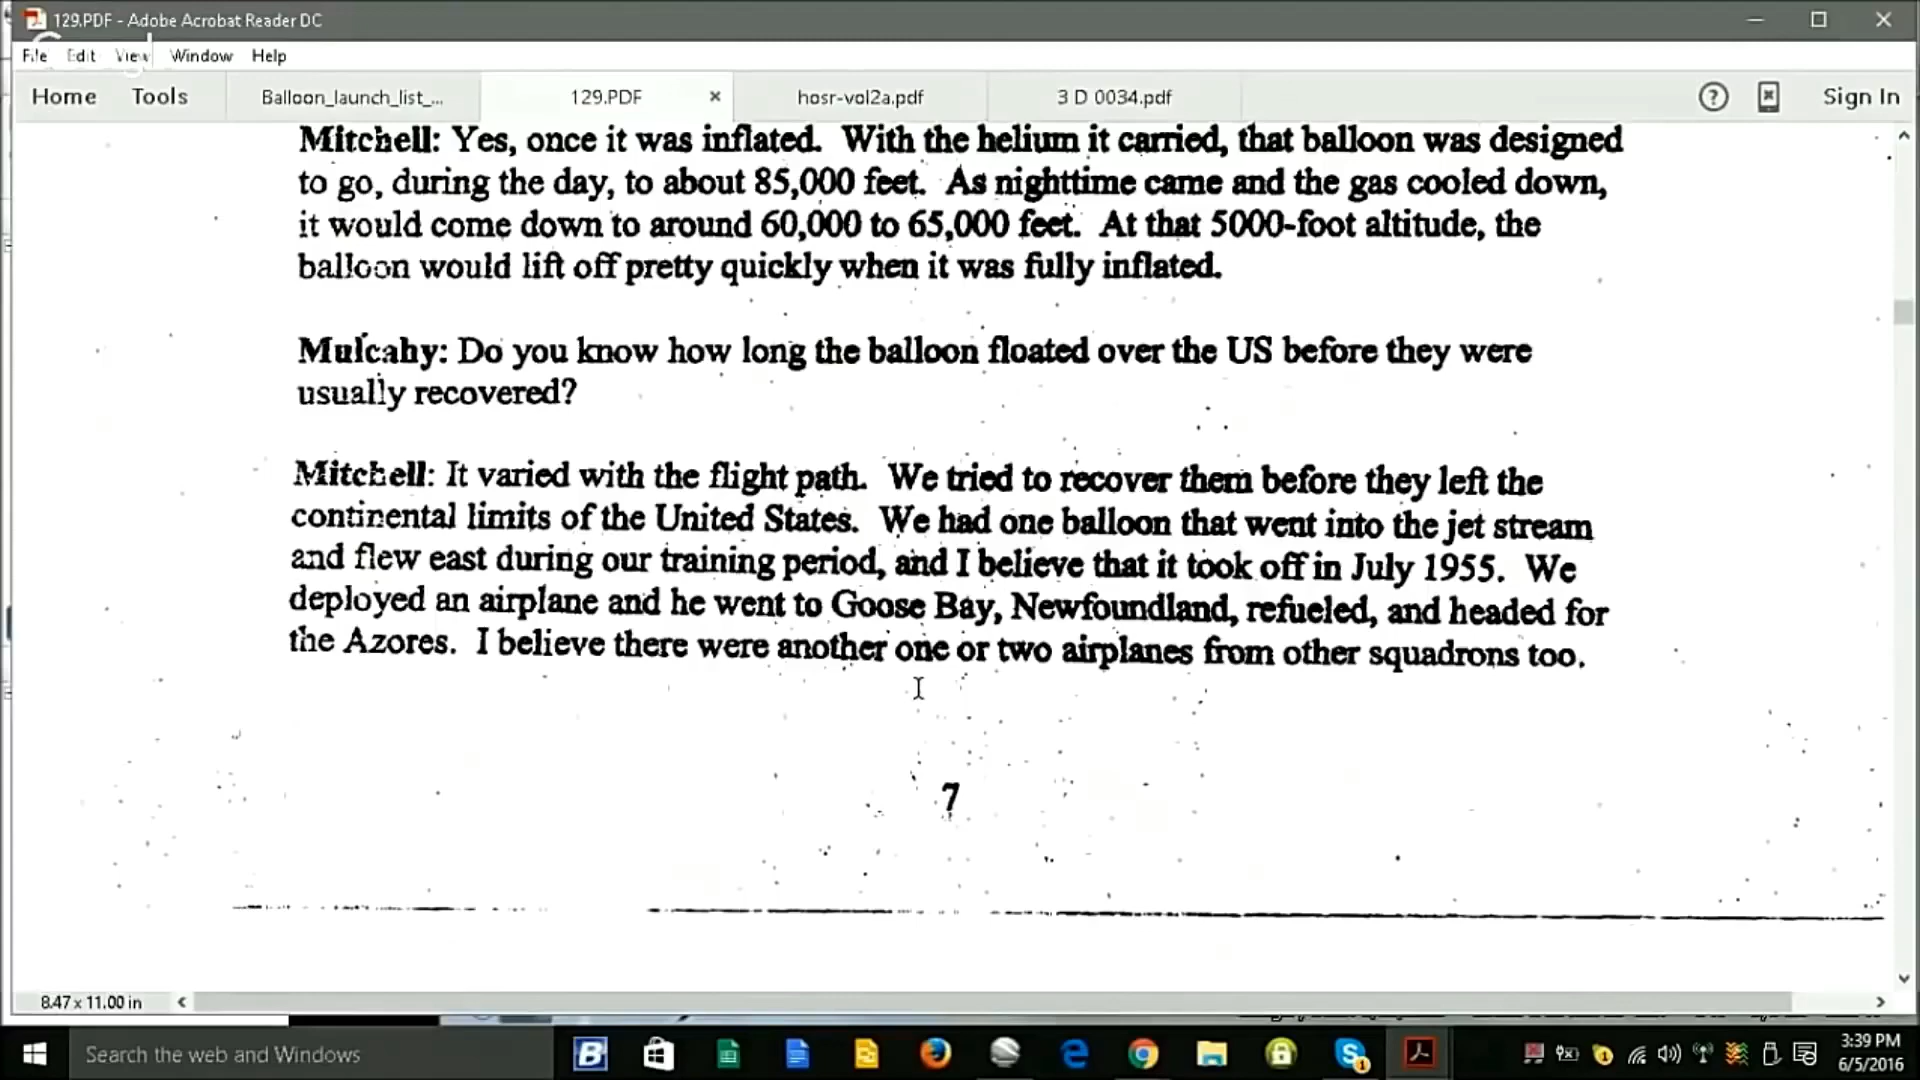 129.PDF - Adobe Acrobat Reader DC
File Edit View Window Help
Home Tools Balloon_launch_list_... 129.PDF × hosr-vol2a.pdf 3 D 0034.pdf Sign In
Mitchell: Yes, once it was inflated. With the helium it carried, that balloon was designed
to go, during the day, to about 85,000 feet. As nighttime came and the gas cooled down,
it would come down to around 60,000 to 65,000 feet. At that 5000-foot altitude, the
balloon would lift off pretty quickly when it was fully inflated.
Mulcahy: Do you know how long the balloon floated over the US before they were
usually recovered?
Mitchell: It varied with the flight path. We tried to recover them before they left the
continental limits of the United States. We had one balloon that went into the jet stream
and flew east during our training period, and I believe that it took off in July 1955. We
deployed an airplane and he went to Goose Bay, Newfoundland, refueled, and headed for
the Azores. I believe there were another one or two airplanes from other squadrons too.
7
8.47 x 11.00 in
Search the web and Windows
3:39 PM
6/5/2016